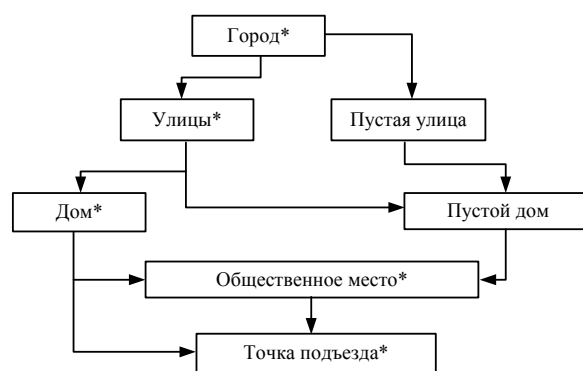 Город*
Улицы*
Пустая улица
Дом*
Пустой дом
Общественное место*
Точка подъезда*